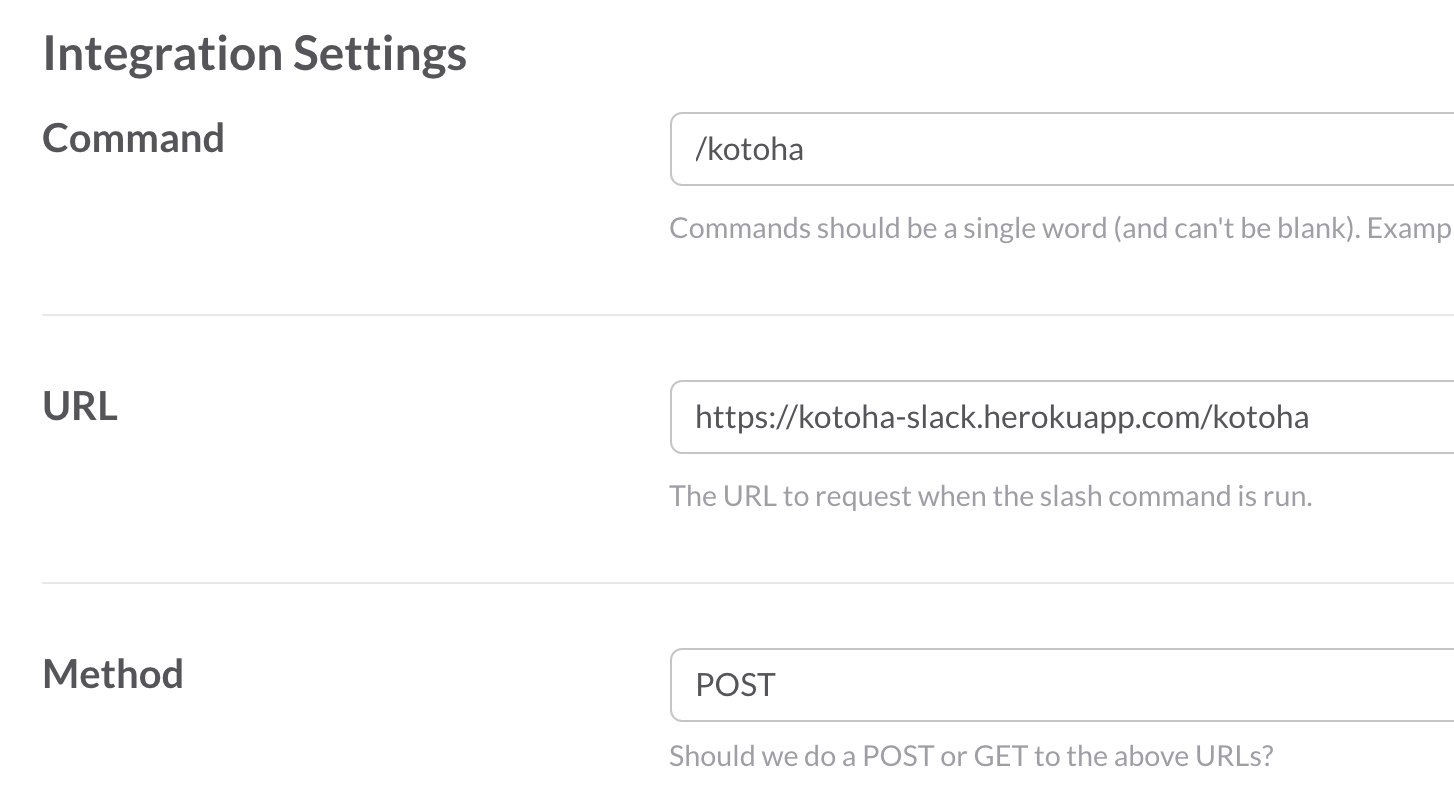 Integration Settings
Command
/kotoha
Commands should be a single word (and can't be blank). Examp
URL
https://kotoha-slack.herokuapp.com/kotoha
The URL to request when the slash command is run.
Method
POST
Should we do a POST or GET to the above URLs?